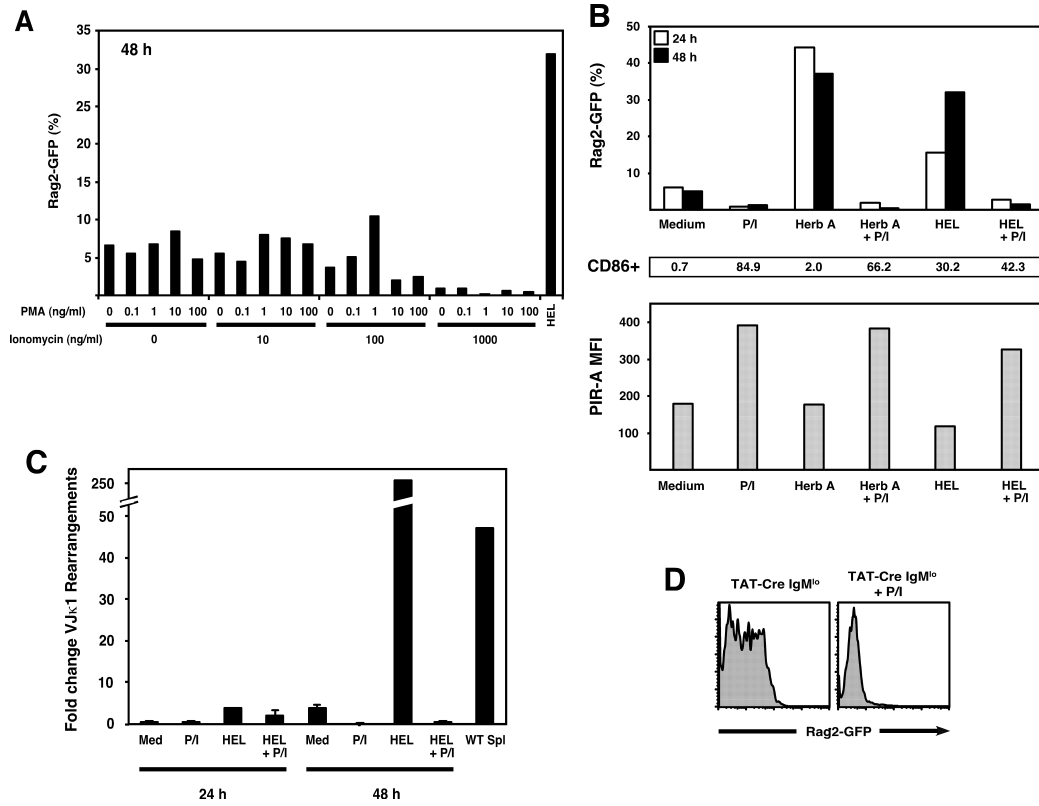 A
48 h
Rag2-GFP (%)
35
30
25
20
15
10
5
PMA (ng/ml)
0 0.1 1 10 100 0 0.1 1 10 100 0 0.1 1 10 100 0 0.1 1 10 100 HEL
Ionomycin (ng/ml)
0 10 100 1000
B
24 h
48 h
Rag2-GFP (%)
50
40
30
20
10
Medium P/I Herb A Herb A + P/I HEL HEL + P/I
CD86+ 0.7 84.9 2.0 66.2 30.2 42.3
PIR-A MFI
400
300
200
100
Medium P/I Herb A Herb A + P/I HEL HEL + P/I
C
Fold change VJκ1 Rearrangements
250
50
40
30
20
10
0
Med P/I HEL HEL + P/I Med P/I HEL HEL + P/I WT Spl
24 h 48 h
D
TAT-Cre IgMlo
TAT-Cre IgMlo
+ P/I
Rag2-GFP